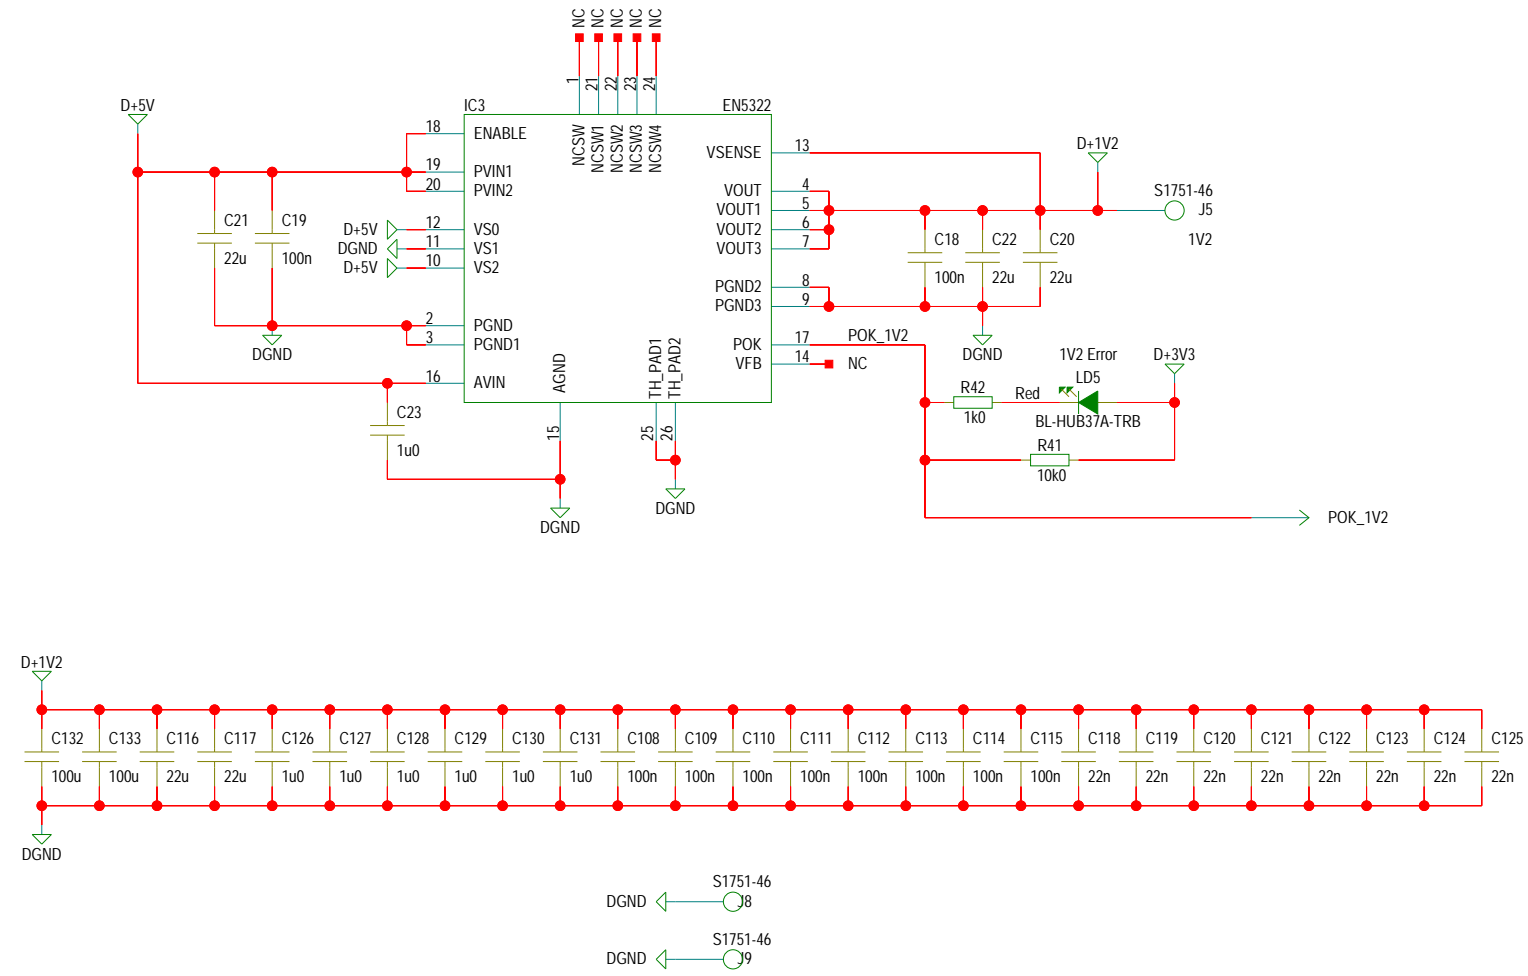 NC NC NC NC NC
1 21 22 23 24
D+5V
IC3 EN5322
NCSW NCSW1 NCSW2 NCSW3 NCSW4
18 ENABLE
19 PVIN1
20 PVIN2
D+5V 12 VS0
DGND 11 VS1
D+5V 10 VS2
2 PGND
3 PGND1
16 AVIN
C21 22u
C19 100n
DGND
C23 1u0
AGND 15
DGND
TH_PAD1 TH_PAD2
25 26
DGND
VSENSE 13
VOUT 4
VOUT1 5
VOUT2 6
VOUT3 7
PGND2 8
PGND3 9
POK 17 POK_1V2
VFB 14 NC
D+1V2
S1751-46
J5
1V2
C18 100n
C22 22u
C20 22u
DGND
1V2 Error
D+3V3
LD5
R42 Red
1k0 BL-HUB37A-TRB
R41
10k0
POK_1V2
D+1V2
C132 C133 C116 C117 C126 C127 C128 C129 C130 C131 C108 C109 C110 C111 C112 C113 C114 C115 C118 C119 C120 C121 C122 C123 C124 C125
100u 100u 22u 22u 1u0 1u0 1u0 1u0 1u0 1u0 100n 100n 100n 100n 100n 100n 100n 100n 22n 22n 22n 22n 22n 22n 22n 22n
DGND
S1751-46
DGND J8
S1751-46
DGND J9